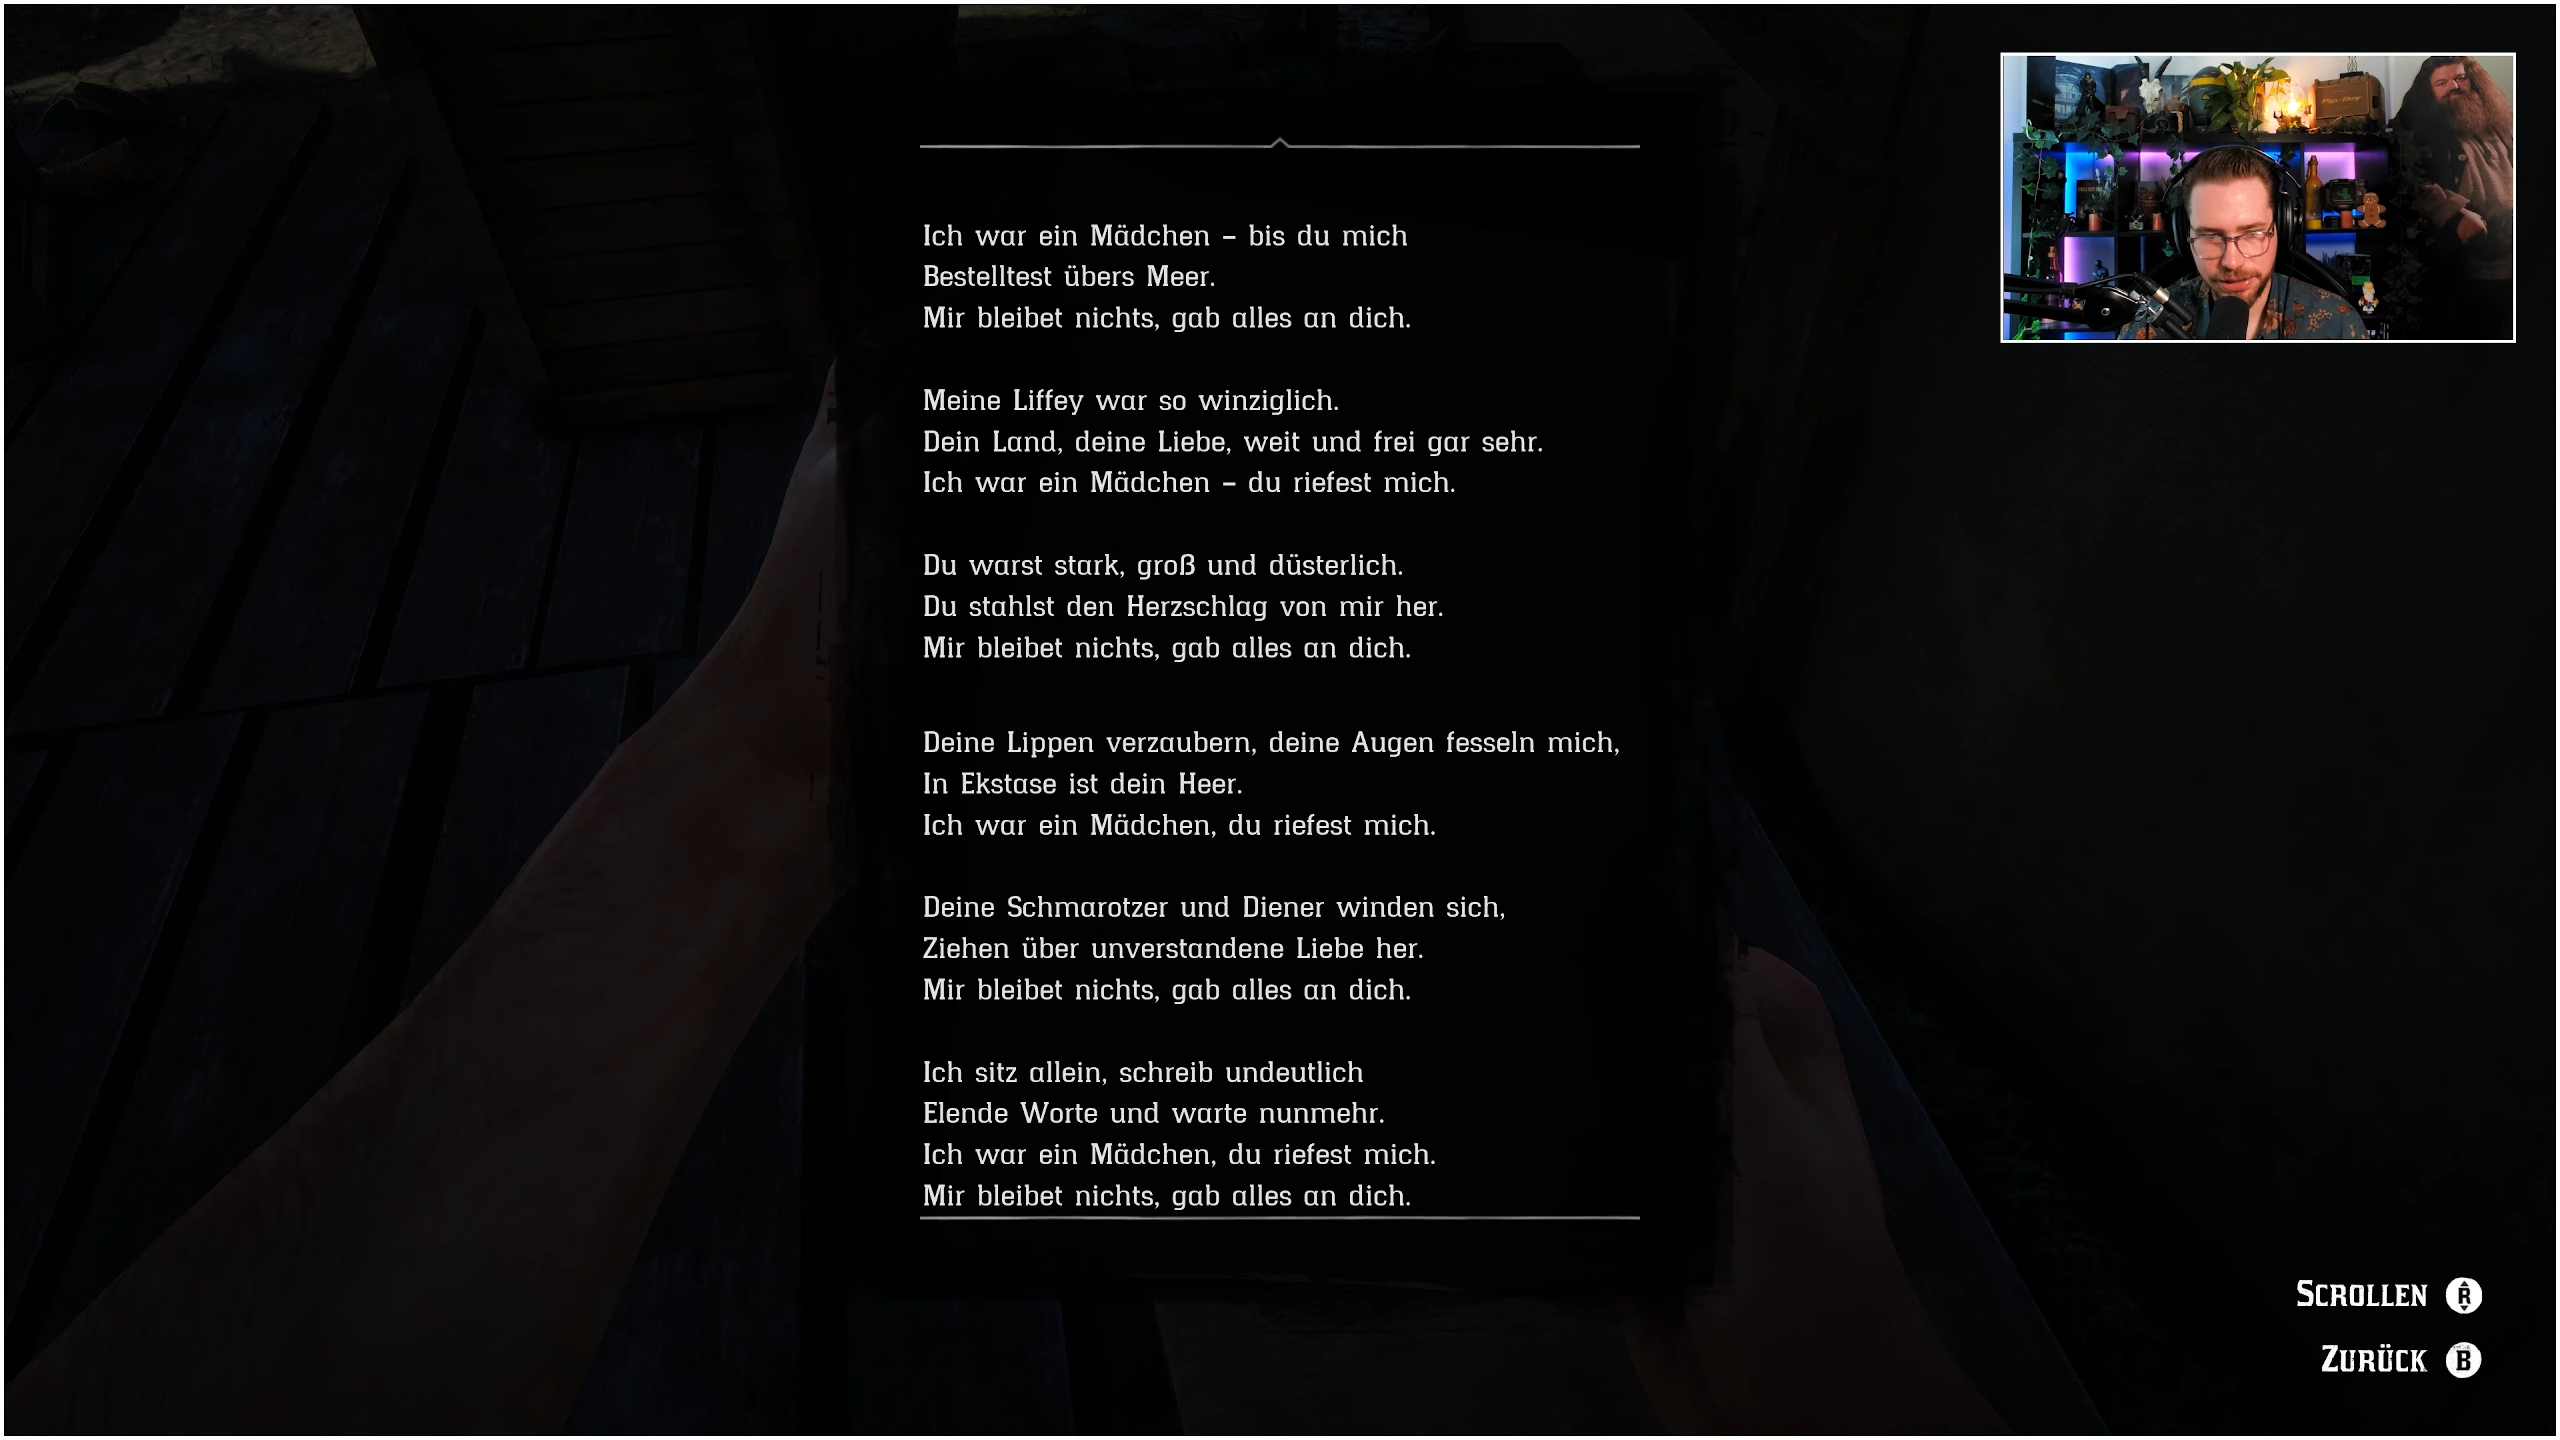 Ich war ein Mädchen – bis du mich
Bestelltest übers Meer.
Mir bleibet nichts, gab alles an dich.
Meine Liffey war so winziglich.
Dein Land, deine Liebe, weit und frei gar sehr.
Ich war ein Mädchen – du riefest mich.
Du warst stark, groß und düsterlich.
Du stahlst den Herzschlag von mir her.
Mir bleibet nichts, gab alles an dich.
Deine Lippen verzaubern, deine Augen fesseln mich,
In Ekstase ist dein Heer.
Ich war ein Mädchen, du riefest mich.
Deine Schmarotzer und Diener winden sich,
Ziehen über unverstandene Liebe her.
Mir bleibet nichts, gab alles an dich.
Ich sitz allein, schreib undeutlich
Elende Worte und warte nunmehr.
Ich war ein Mädchen, du riefest mich.
Mir bleibet nichts, gab alles an dich.
Pip-Boy
SCROLLEN R
ZURÜCK B